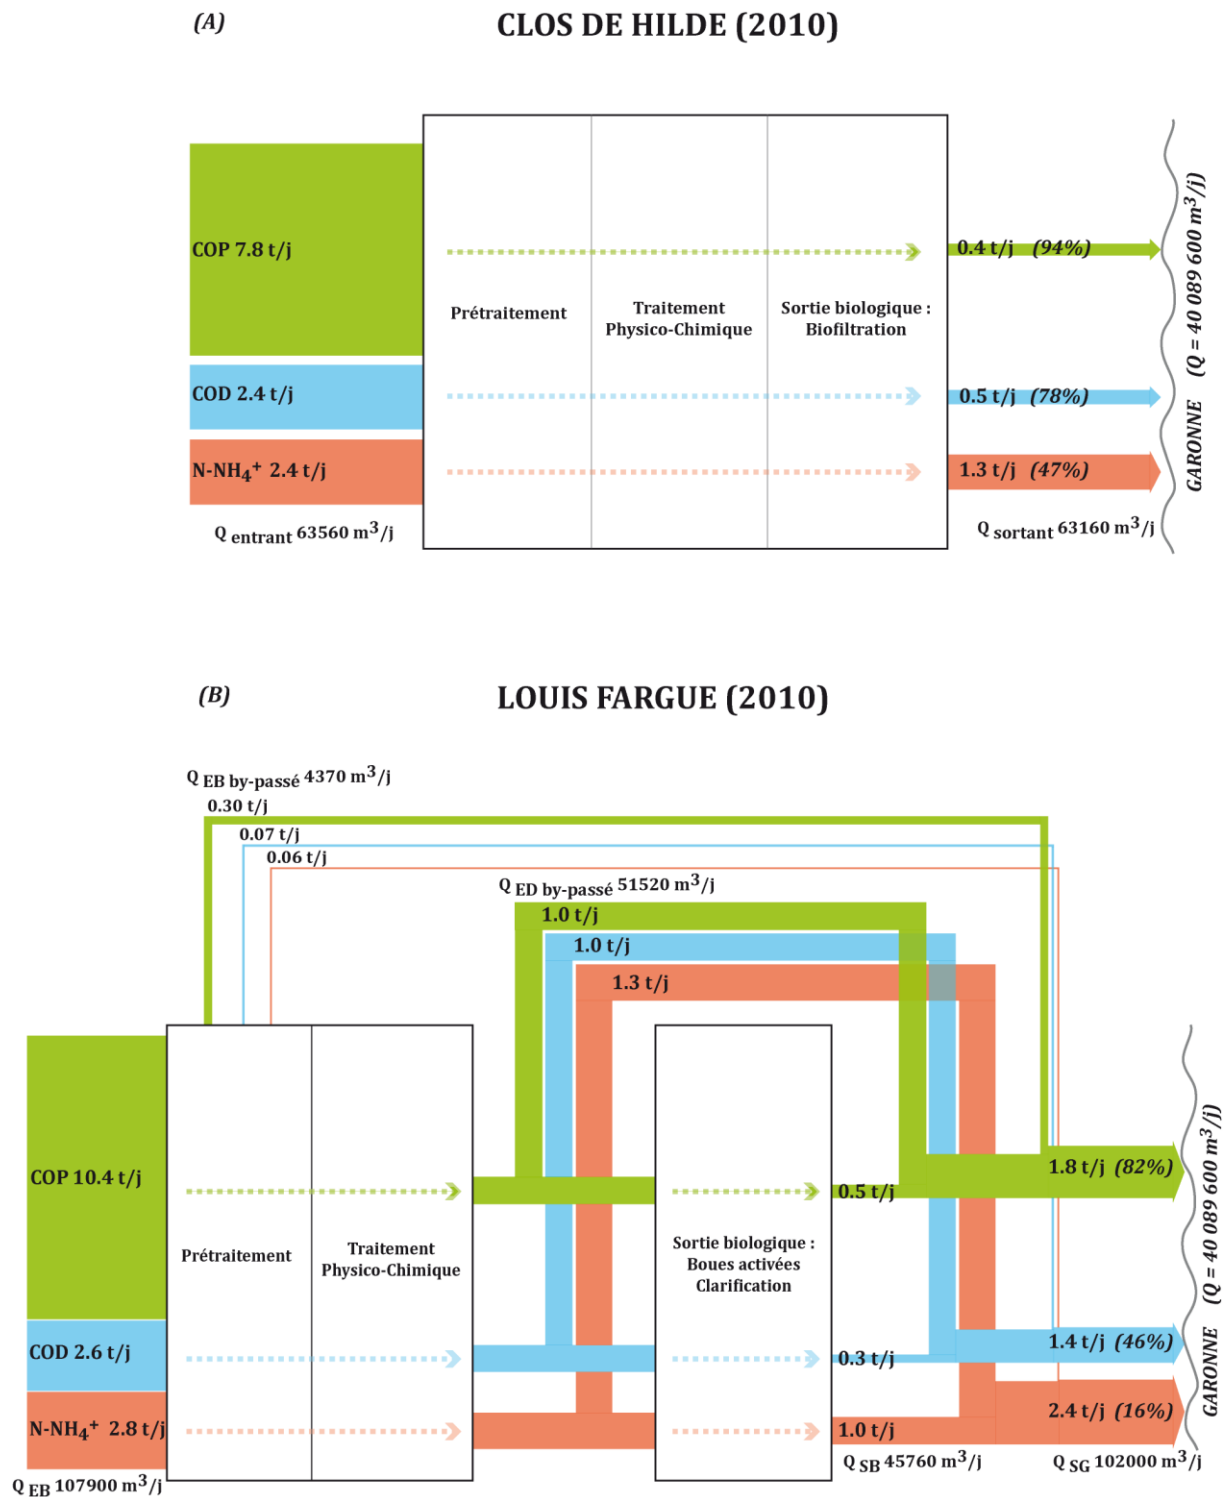 (A) CLOS DE HILDE (2010)
COP 7.8 t/j
COD 2.4 t/j
N-NH₄⁺ 2.4 t/j
Q entrant 63560 m³/j
Prétraitement
Traitement
Physico-Chimique
Sortie biologique :
Biofiltration
0.4 t/j (94%)
0.5 t/j (78%)
1.3 t/j (47%)
Q sortant 63160 m³/j
GARONNE (Q = 40 089 600 m³/j)
(B) LOUIS FARGUE (2010)
Q EB by-passé 4370 m³/j
0.30 t/j
0.07 t/j
0.06 t/j
Q ED by-passé 51520 m³/j
1.0 t/j
1.0 t/j
1.3 t/j
COP 10.4 t/j
COD 2.6 t/j
N-NH₄⁺ 2.8 t/j
Q EB 107900 m³/j
Prétraitement
Traitement
Physico-Chimique
Sortie biologique :
Boues activées
Clarification
0.5 t/j
0.3 t/j
1.0 t/j
Q SB 45760 m³/j
1.8 t/j (82%)
1.4 t/j (46%)
2.4 t/j (16%)
Q SG 102000 m³/j
GARONNE (Q = 40 089 600 m³/j)